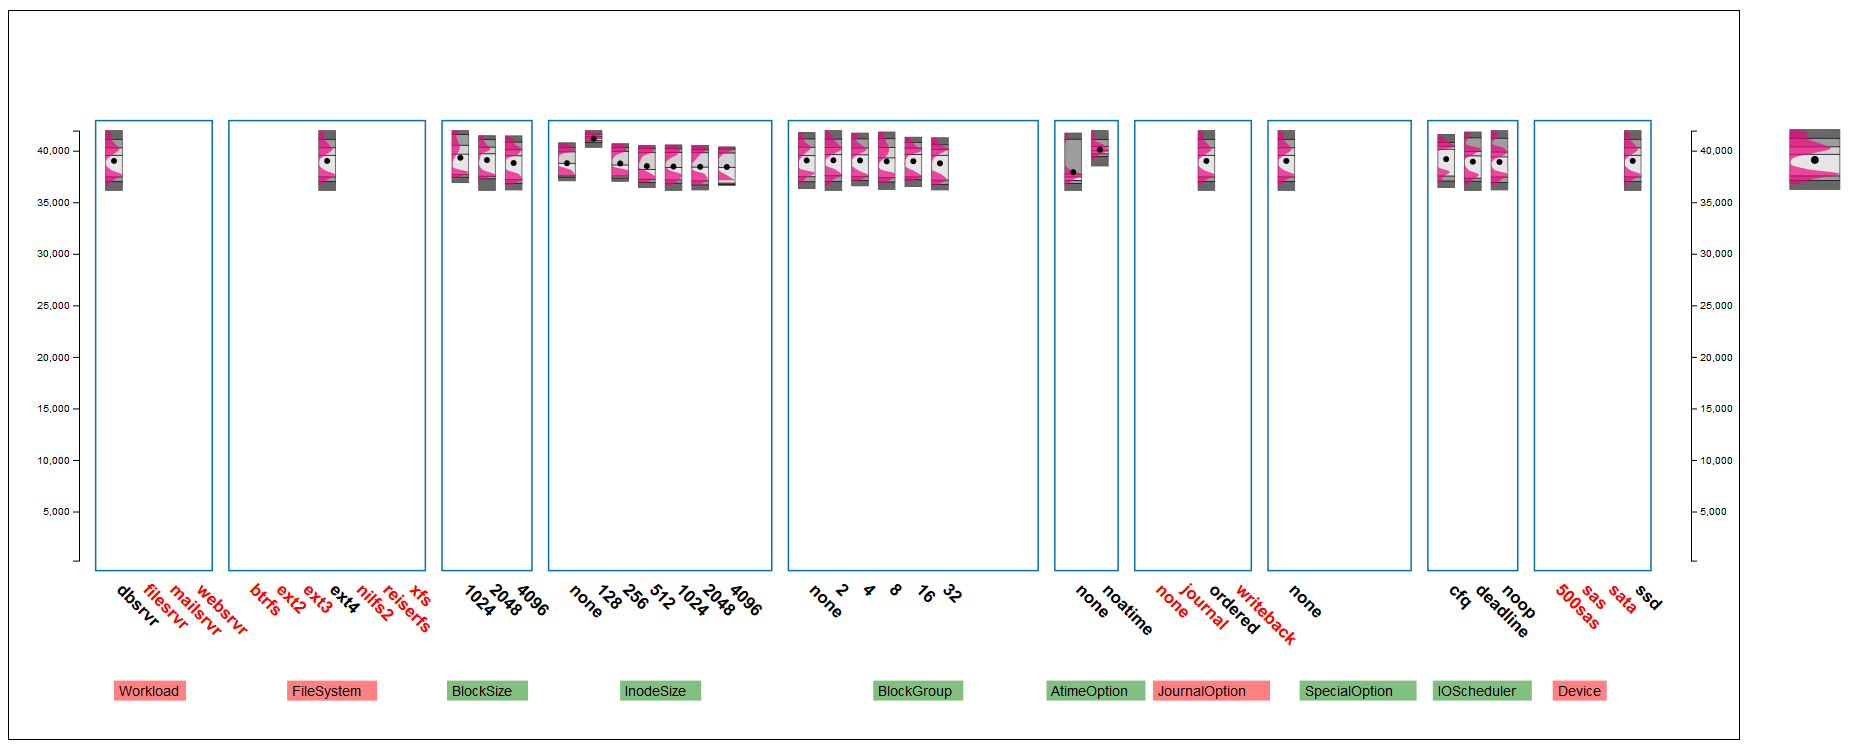 40,000
35,000
30,000
25,000
20,000
15,000
10,000
5,000
40,000
35,000
30,000
25,000
20,000
15,000
10,000
5,000
dbsrvr
filesrvr
mailsrvr
websrvr
btrfs
ext2
ext3
ext4
nilfs2
reiserfs
xfs
1024
2048
4096
none
128
256
512
1024
2048
4096
none
2
4
8
16
32
none
noatime
none
journal
ordered
writeback
none
cfq
deadline
noop
500sas
sas
sata
ssd
Workload
FileSystem
BlockSize
InodeSize
BlockGroup
AtimeOption
JournalOption
SpecialOption
IOScheduler
Device